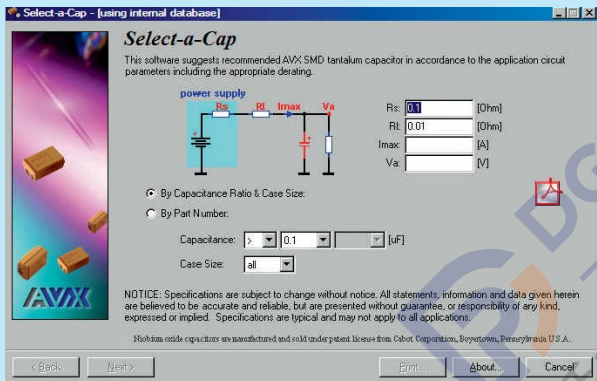 Select-a-Cap - [using internal database]
Select-a-Cap
This software suggests recommended AVX SMD tantalum capacitor in accordance to the application circuit
parameters including the appropriate derating.
power supply
Rs Rl Imax Va
Rs: 0.1 [Ohm]
Rl: 0.01 [Ohm]
Imax: [A]
Va: [V]
By Capacitance Ratio & Case Size:
By Part Number:
Capacitance: > 0.1 [uF]
Case Size: all
AVX
NOTICE: Specifications are subject to change without notice. All statements, information and data given herein
are believed to be accurate and reliable, but are presented without guarantee, or responsibility of any kind,
expressed or implied. Specifications are typical and may not apply to all applications.
Niobium oxide capacitors are manufactured and sold under patent license from Cabot Corporation, Boyertown, Pennsylvania U.S.A.
< Back Next > Print... About... Cancel